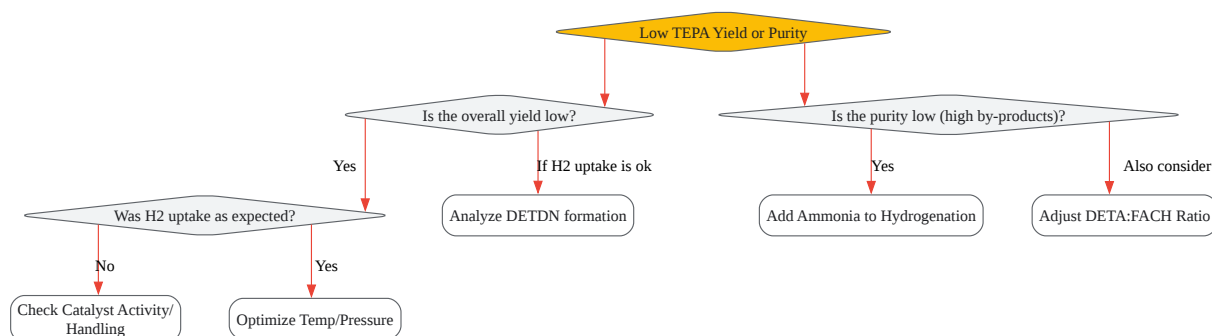 Low TEPA Yield or Purity
Is the overall yield low?
Is the purity low (high by-products)?
Yes
If H2 uptake is ok
Yes
Also consider
Was H2 uptake as expected?
Analyze DETDN formation
Add Ammonia to Hydrogenation
Adjust DETA:FACH Ratio
No
Yes
Check Catalyst Activity/
Handling
Optimize Temp/Pressure